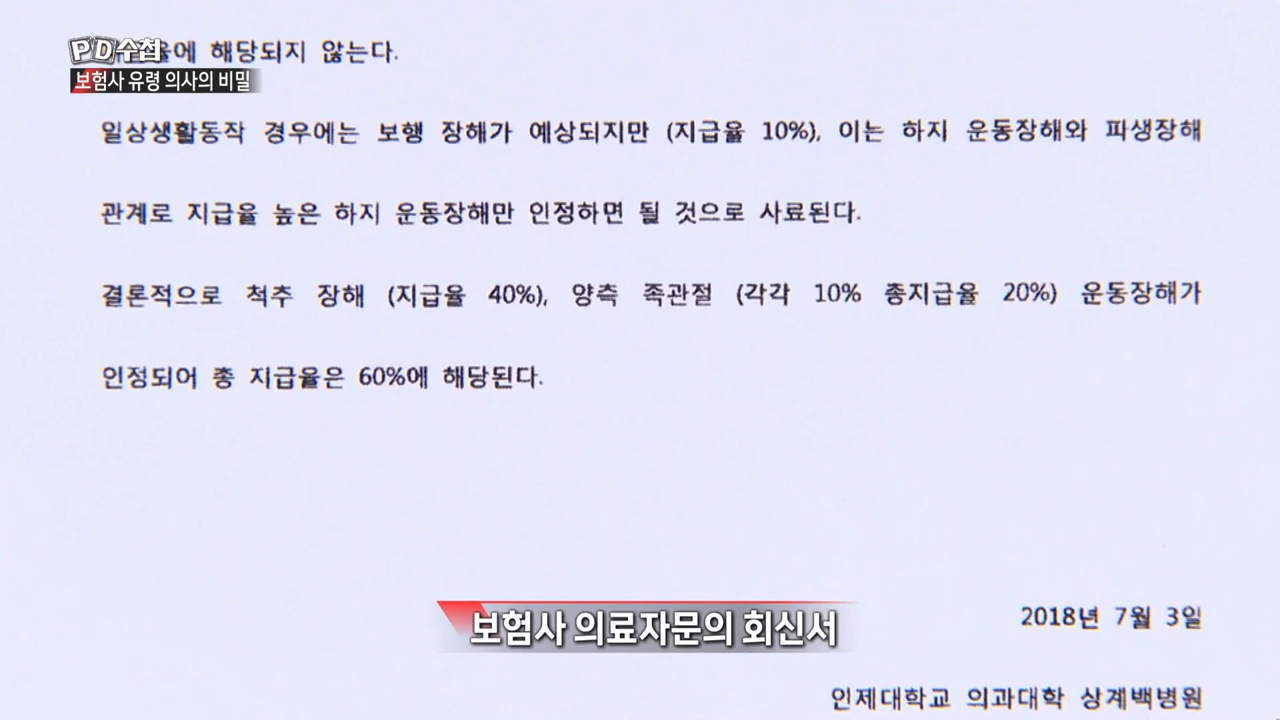 PD수첩
보험사 유령 의사의 비밀
에 해당되지 않는다.
일상생활동작 경우에는 보행 장해가 예상되지만 (지급율 10%), 이는 하지 운동장해와 파생장해
관계로 지급율 높은 하지 운동장해만 인정하면 될 것으로 사료된다.
결론적으로 척추 장해 (지급율 40%), 양측 족관절 (각각 10% 총지급율 20%) 운동장해가
인정되어 총 지급율은 60%에 해당된다.
보험사 의료자문의 회신서
2018년 7월 3일
인제대학교 의과대학 상계백병원